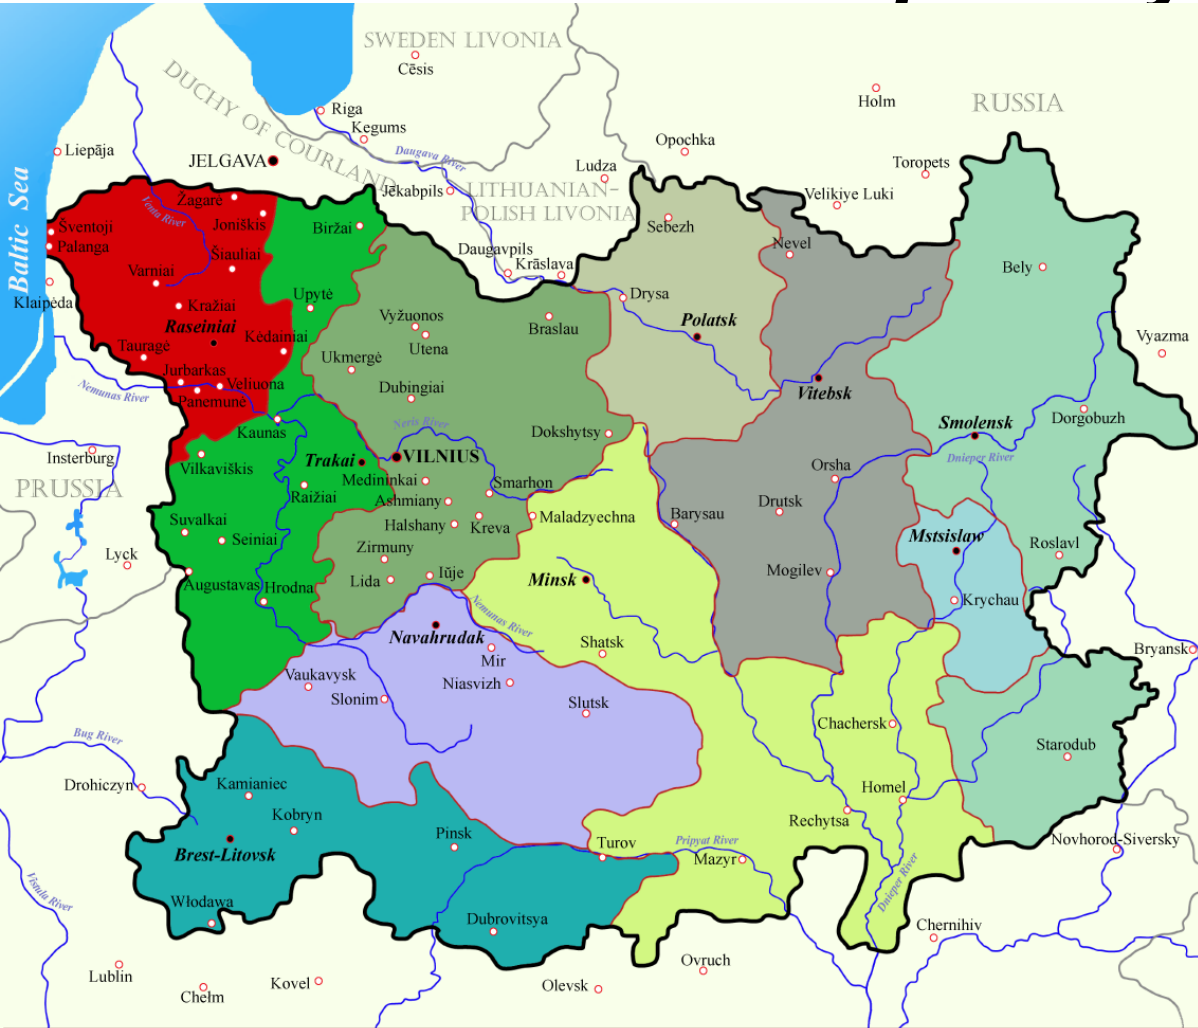 SWEDEN LIVONIA
Cēsis
DUCHY OF COURLAND
Riga
Kegums
Holm
RUSSIA
Liepāja
JELGAVA
Daugava River
Opochka
Ludza
Toropets
Jēkabpils
LITHUANIAN-
POLISH LIVONIA
Velikiye Luki
Baltic Sea
Žagarė
Venta River
Joniškis
Šventoji
Palanga
Biržai
Sebezh
Nevel
Daugavpils
Krāslava
Šiauliai
Varniai
Bely
Klaipėda
Kražiai
Upytė
Drysa
Raseiniai
Vyžuonos
Braslau
Polatsk
Kėdainiai
Utena
Tauragė
Ukmergė
Vyazma
Jurbarkas
Veliuona
Panemunė
Nemunas River
Dubingiai
Vitebsk
Kaunas
Neris River
Dokshytsy
Smolensk
Dorgobuzh
Insterburg
Vilkaviškis
Trakai
VILNIUS
Dnieper River
Orsha
PRUSSIA
Raižiai
Medininkai
Smarhon
Ashmiany
Drutsk
Suvalkai
Seiniai
Halshany
Kreva
Maladzyechna
Barysau
Mstsislaw
Roslavl
Lyck
Zirmuny
Lida
Iūje
Minsk
Mogilev
Augustavas
Hrodna
Krychau
Nemunas River
Navahrudak
Mir
Shatsk
Bryansk
Vaukavysk
Slonim
Niasvizh
Slutsk
Chachersk
Bug River
Starodub
Drohiczyn
Kamianiec
Homel
Kobryn
Pinsk
Rechytsa
Brest-Litovsk
Turov
Pripyat River
Mazyr
Novhorod-Siversky
Vistula River
Włodawa
Dubrovitsya
Dnieper River
Chernihiv
Lublin
Chełm
Kovel
Olevsk
Ovruch